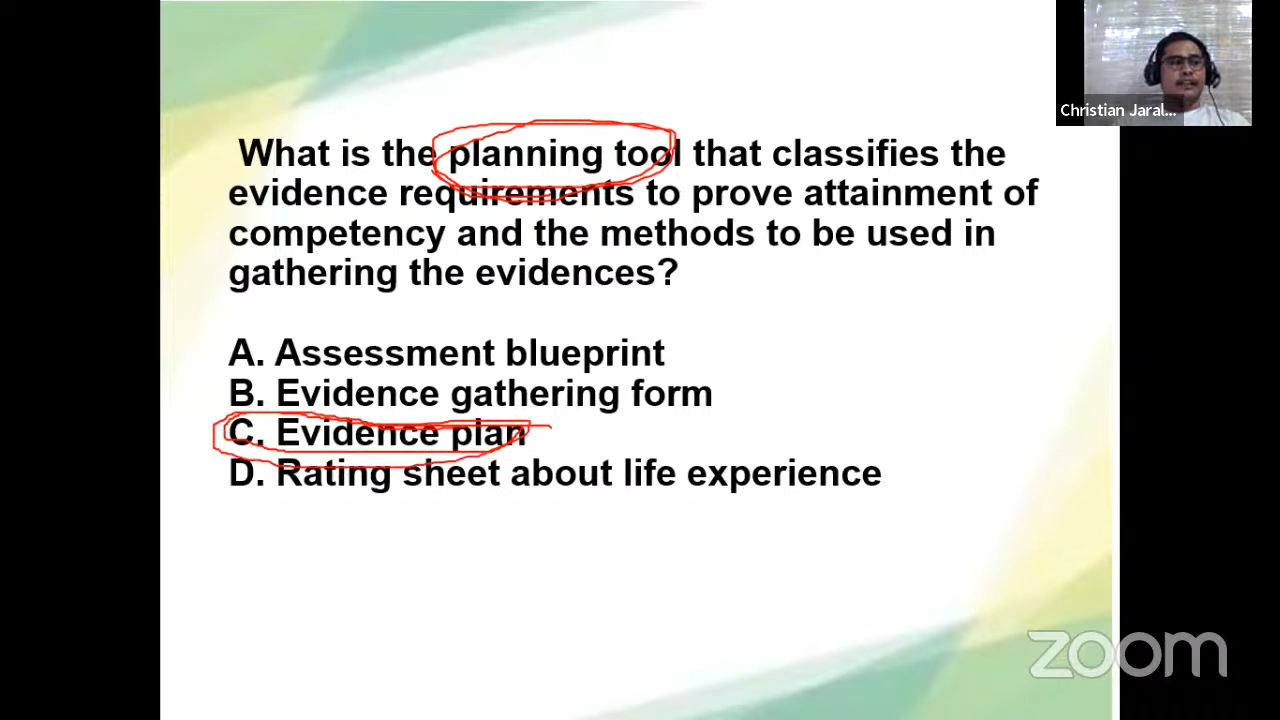 Christian Jaral...
What is the planning tool that classifies the
evidence requirements to prove attainment of
competency and the methods to be used in
gathering the evidences?
A. Assessment blueprint
B. Evidence gathering form
C. Evidence plan
D. Rating sheet about life experience
zoom